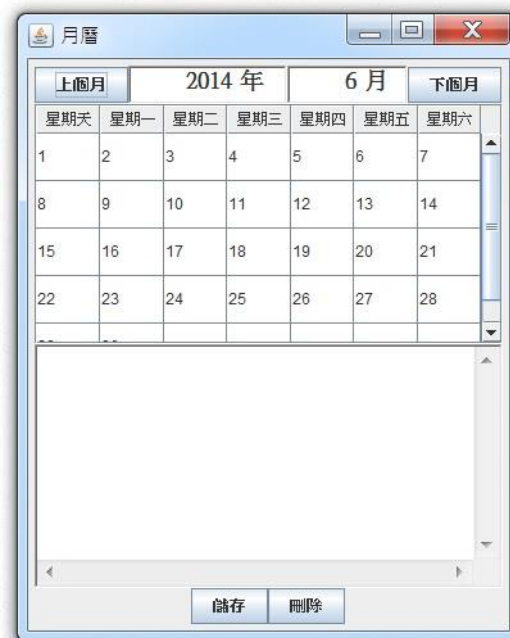 月曆
上個月 2014 年 6 月 下個月
星期天 星期一 星期二 星期三 星期四 星期五 星期六
1 2 3 4 5 6 7
8 9 10 11 12 13 14
15 16 17 18 19 20 21
22 23 24 25 26 27 28
儲存 刪除